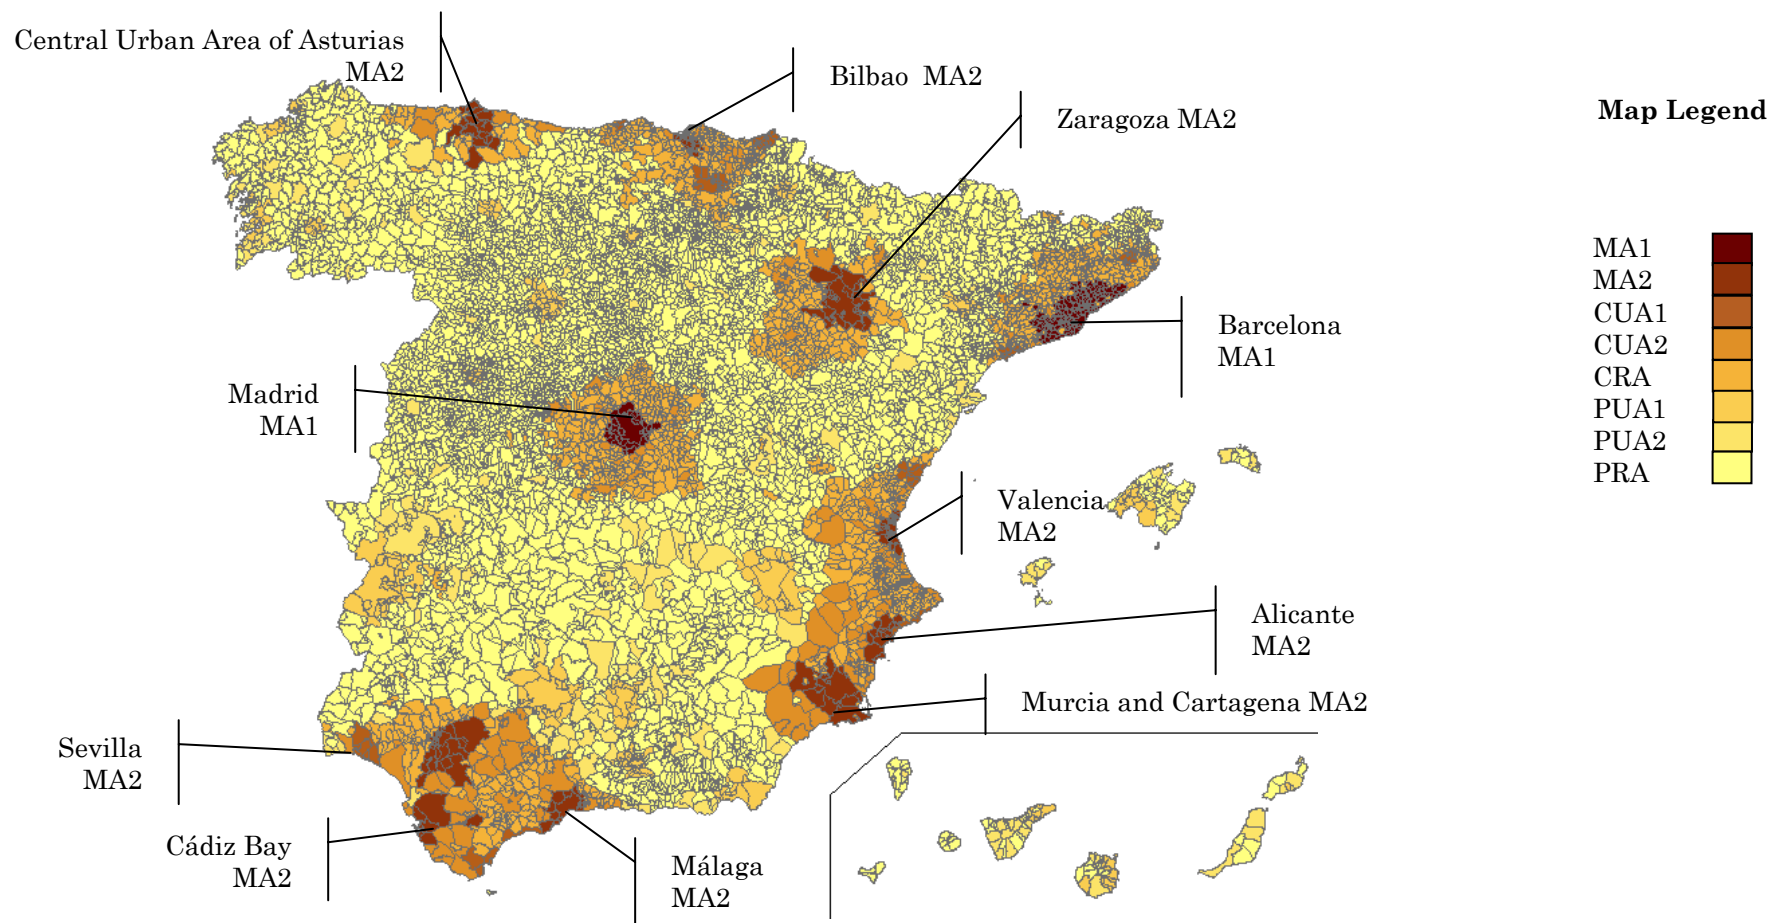 Central Urban Area of Asturias
MA2
Bilbao MA2
Zaragoza MA2
Map Legend
MA1
MA2
CUA1
CUA2
CRA
PUA1
PUA2
PRA
Barcelona
MA1
Madrid
MA1
Valencia
MA2
Alicante
MA2
Murcia and Cartagena MA2
Sevilla
MA2
Cádiz Bay
MA2
Málaga
MA2